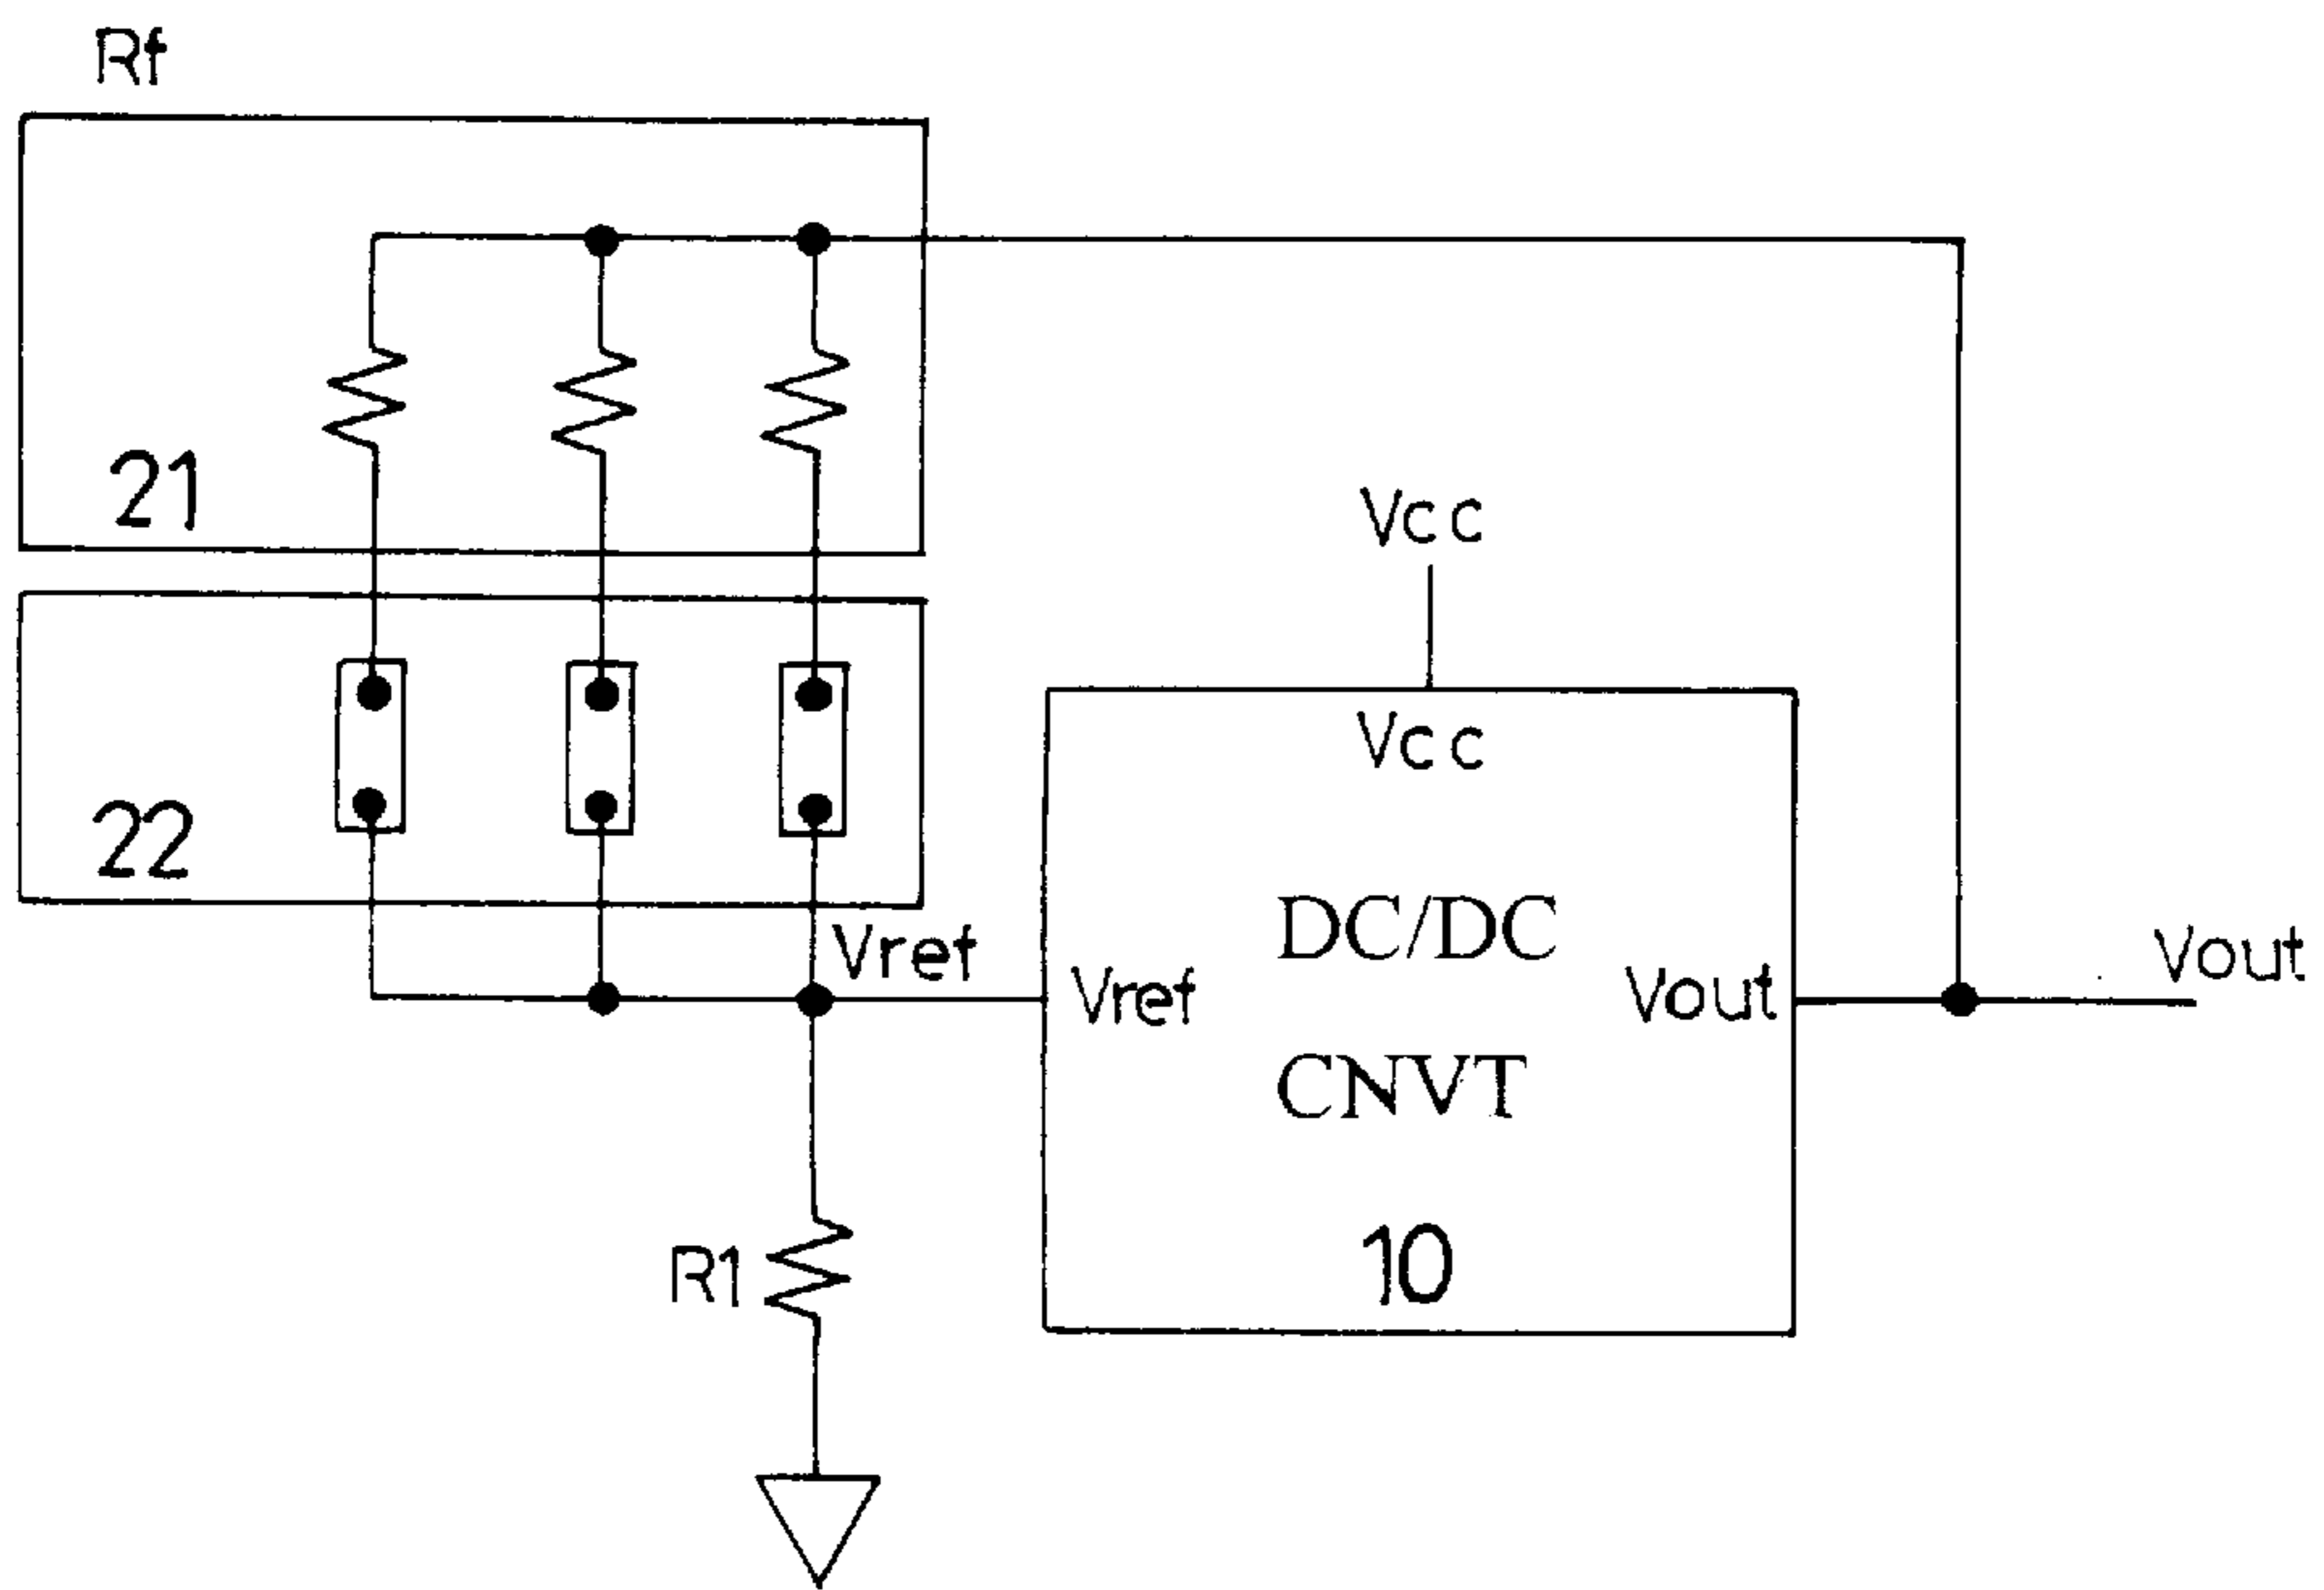 Rf
21
Vcc
22
Vcc
Vref
DC/DC
Vref
Vout
Vout
CNVT
R1
10